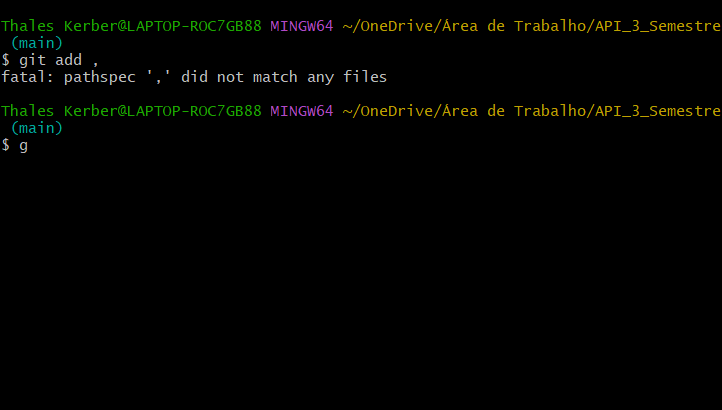 Thales Kerber@LAPTOP-ROC7GB88 MINGW64 ~/OneDrive/Área de Trabalho/API_3_Semestre
(main)
$ git add ,
fatal: pathspec ',' did not match any files
Thales Kerber@LAPTOP-ROC7GB88 MINGW64 ~/OneDrive/Área de Trabalho/API_3_Semestre
(main)
$ g